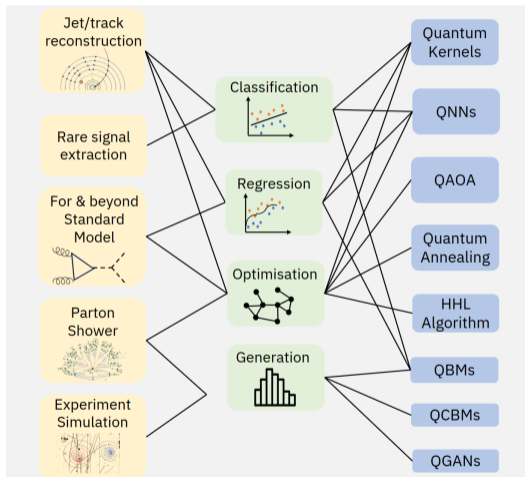 Jet/track
reconstruction
Rare signal
extraction
For & beyond
Standard
Model
Parton
Shower
Experiment
Simulation
Classification
Regression
Optimisation
Generation
Quantum
Kernels
QNNs
QAOA
Quantum
Annealing
HHL
Algorithm
QBMs
QCBMs
QGANs